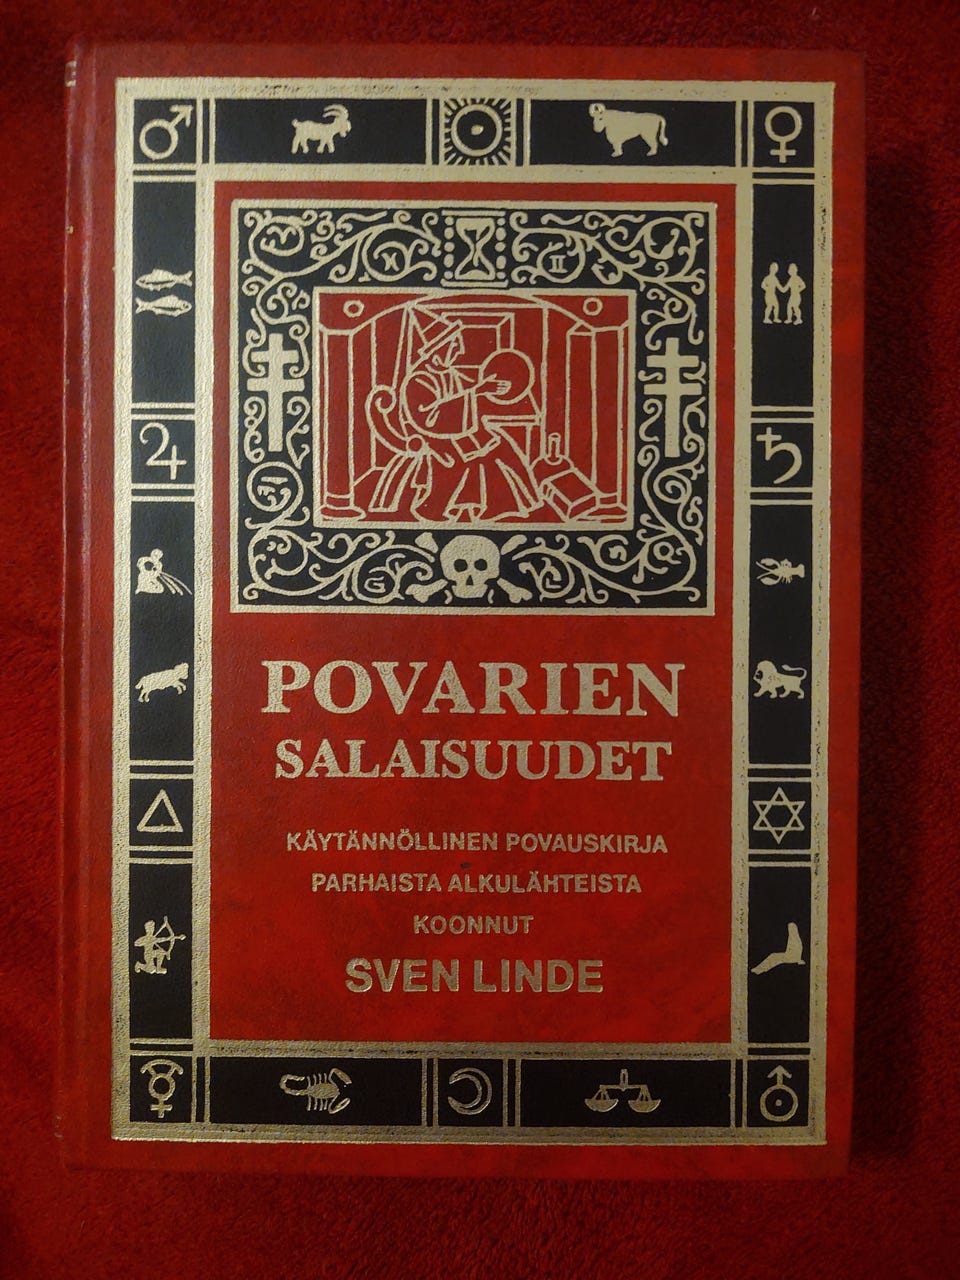 POVARIEN
SALAISUUDET
KÄYTÄNNÖLLINEN POVAUSKIRJA
PARHAISTA ALKULÄHTEISTA
KOONNUT
SVEN LINDE